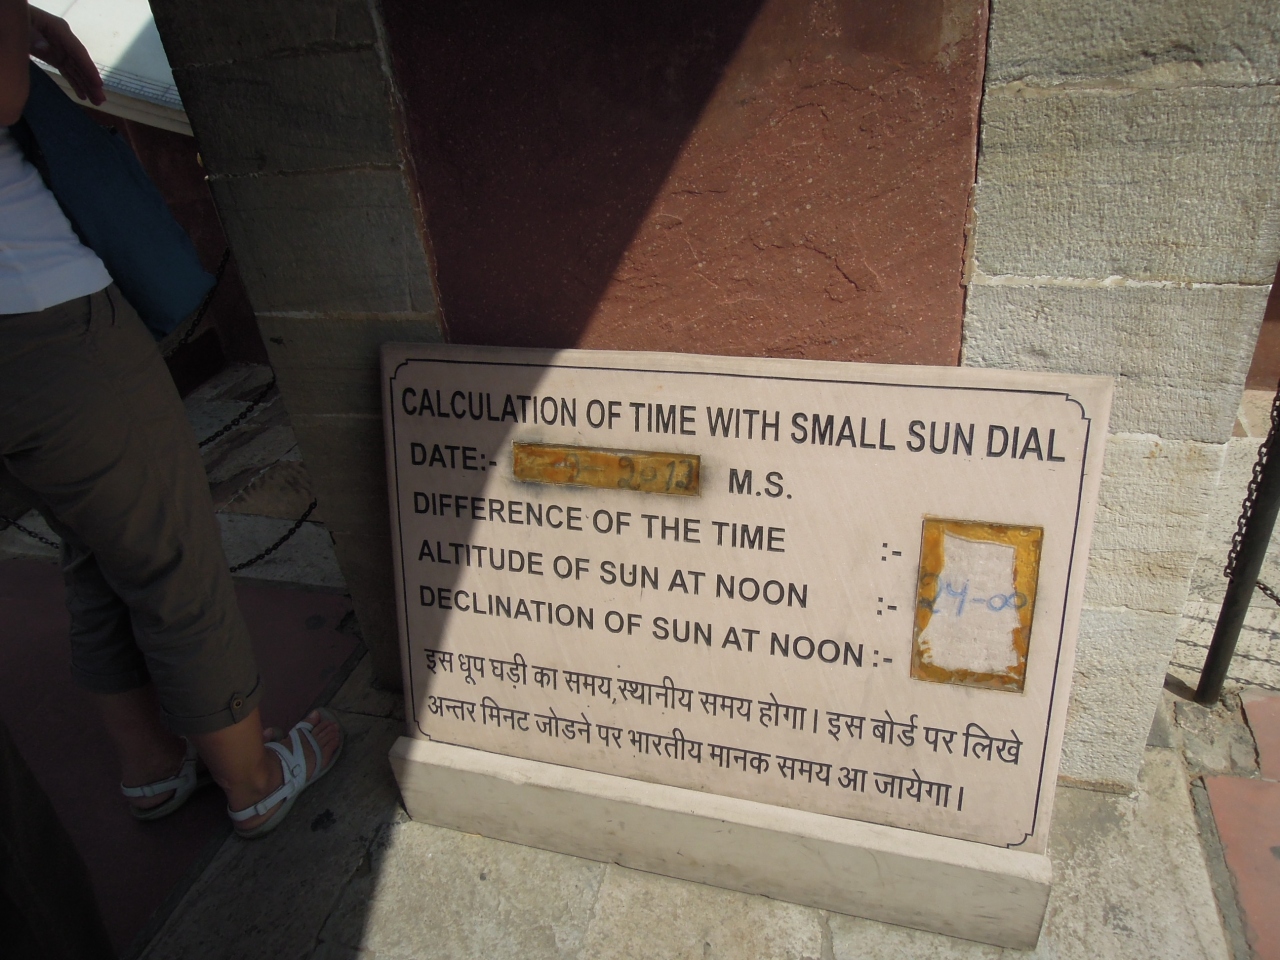 CALCULATION OF TIME WITH SMALL SUN DIAL
DATE:- 2012 M.S.
DIFFERENCE OF THE TIME :-
ALTITUDE OF SUN AT NOON :- 24-00
DECLINATION OF SUN AT NOON :-
इस धूप घड़ी का समय,स्थानीय समय होगा। इस बोर्ड पर लिखे
अन्तर मिनट जोडने पर भारतीय मानक समय आ जायेगा।